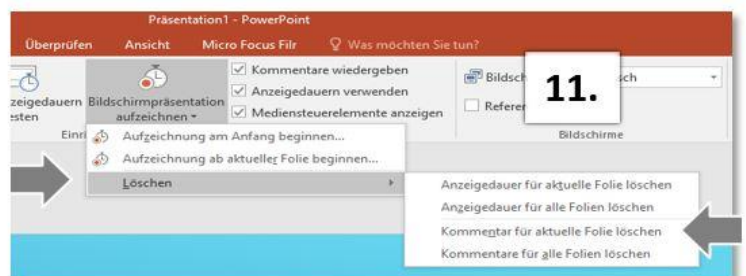 Präsentation1 - PowerPoint
Überprüfen Ansicht Micro Focus Filr Was möchten Sie tun?
Kommentare wiedergeben
Anzeigedauern verwenden
Mediensteuerelemente anzeigen
Bildschirmpräsentation
aufzeichnen
11.
Bildschirme
Aufzeichnung am Anfang beginnen...
Aufzeichnung ab aktueller Folie beginnen...
Löschen
Anzeigedauer für aktuelle Folie löschen
Anzeigedauer für alle Folien löschen
Kommentar für aktuelle Folie löschen
Kommentare für alle Folien löschen